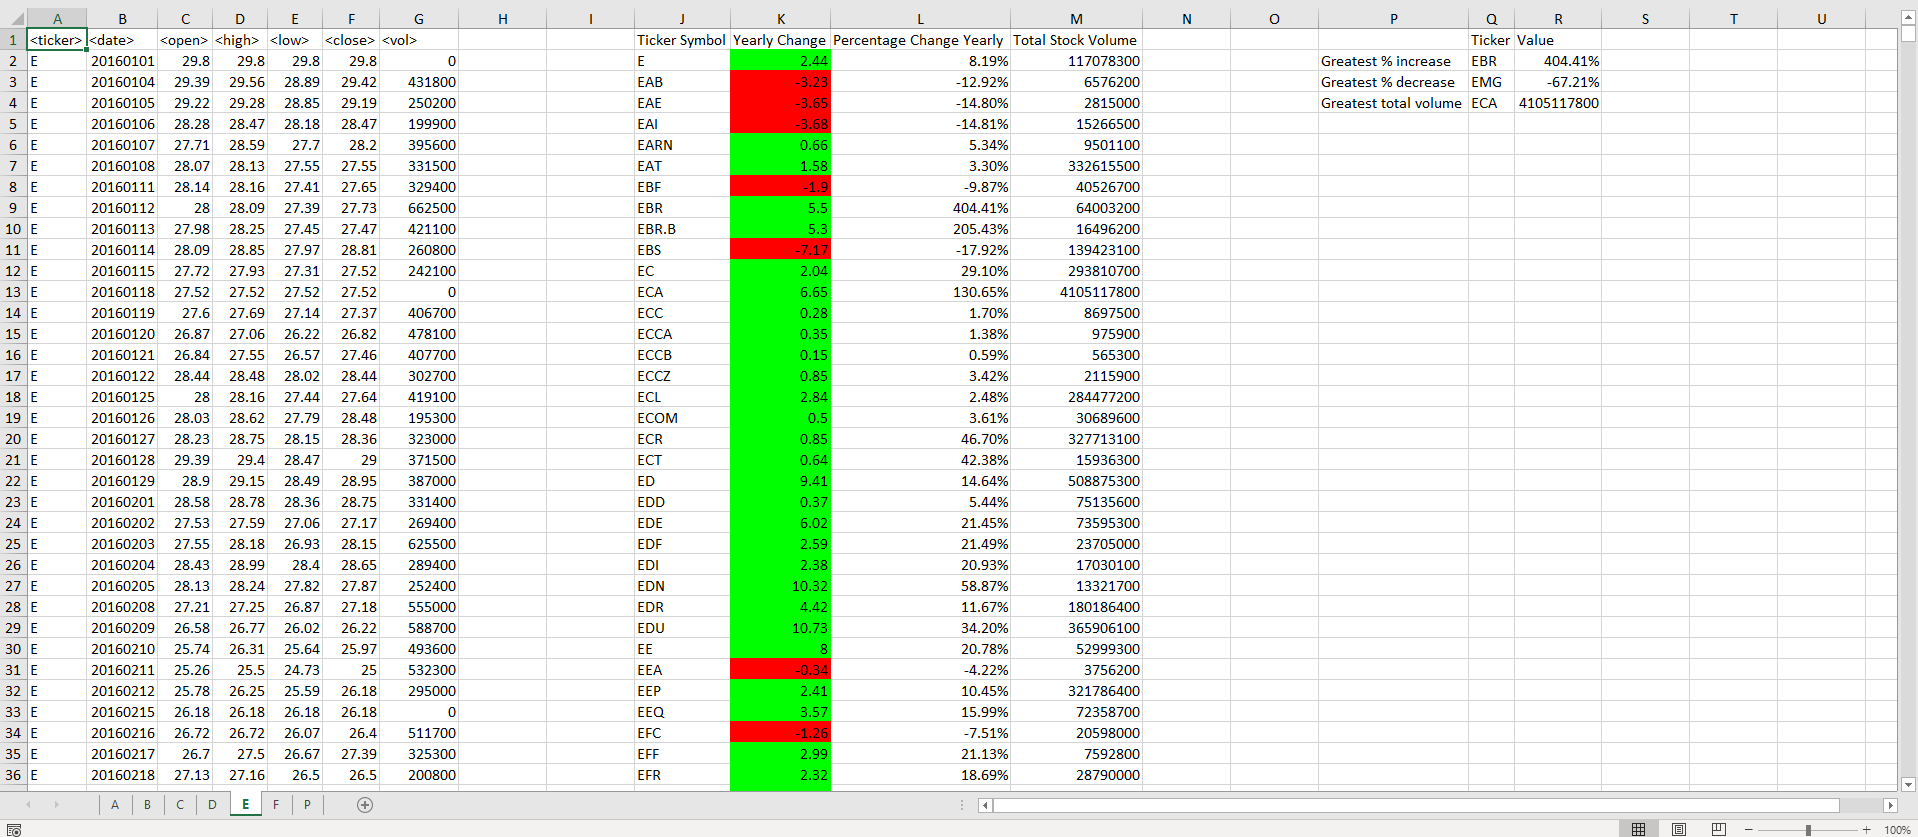 A B C D E F G H I J K L M N O P Q R S T U
1 <ticker> <date> <open> <high> <low> <close> <vol> Ticker Symbol Yearly Change Percentage Change Yearly Total Stock Volume Ticker Value
2 E 20160101 29.8 29.8 29.8 29.8 0 E 2.44 8.19% 117078300 Greatest % increase EBR 404.41%
3 E 20160104 29.39 29.56 28.89 29.42 431800 EAB -3.23 -12.92% 6576200 Greatest % decrease EMG -67.21%
4 E 20160105 29.22 29.28 28.85 29.19 250200 EAE -3.65 -14.80% 2815000 Greatest total volume ECA 4105117800
5 E 20160106 28.28 28.47 28.18 28.47 199900 EAI -3.68 -14.81% 15266500
6 E 20160107 27.71 28.59 27.7 28.2 395600 EARN 0.66 5.34% 9501100
7 E 20160108 28.07 28.13 27.55 27.55 331500 EAT 1.58 3.30% 332615500
8 E 20160111 28.14 28.16 27.41 27.65 329400 EBF -1.9 -9.87% 40526700
9 E 20160112 28 28.09 27.39 27.73 662500 EBR 5.5 404.41% 64003200
10 E 20160113 27.98 28.25 27.45 27.47 421100 EBR.B 5.3 205.43% 16496200
11 E 20160114 28.09 28.85 27.97 28.81 260800 EBS -7.17 -17.92% 139423100
12 E 20160115 27.72 27.93 27.31 27.52 242100 EC 2.04 29.10% 293810700
13 E 20160118 27.52 27.52 27.52 27.52 0 ECA 6.65 130.65% 4105117800
14 E 20160119 27.6 27.69 27.14 27.37 406700 ECC 0.28 1.70% 8697500
15 E 20160120 26.87 27.06 26.22 26.82 478100 ECCA 0.35 1.38% 975900
16 E 20160121 26.84 27.55 26.57 27.46 407700 ECCB 0.15 0.59% 565300
17 E 20160122 28.44 28.48 28.02 28.44 302700 ECCZ 0.85 3.42% 2115900
18 E 20160125 28 28.16 27.44 27.64 419100 ECL 2.84 2.48% 284477200
19 E 20160126 28.03 28.62 27.79 28.48 195300 ECOM 0.5 3.61% 30689600
20 E 20160127 28.23 28.75 28.15 28.36 323000 ECR 0.85 46.70% 327713100
21 E 20160128 29.39 29.4 28.47 29 371500 ECT 0.64 42.38% 15936300
22 E 20160129 28.9 29.15 28.49 28.95 387000 ED 9.41 14.64% 508875300
23 E 20160201 28.58 28.78 28.36 28.75 331400 EDD 0.37 5.44% 75135600
24 E 20160202 27.53 27.59 27.06 27.17 269400 EDE 6.02 21.45% 73595300
25 E 20160203 27.55 28.18 26.93 28.15 625500 EDF 2.59 21.49% 23705000
26 E 20160204 28.43 28.99 28.4 28.65 289400 EDI 2.38 20.93% 17030100
27 E 20160205 28.13 28.24 27.82 27.87 252400 EDN 10.32 58.87% 13321700
28 E 20160208 27.21 27.25 26.87 27.18 555000 EDR 4.42 11.67% 180186400
29 E 20160209 26.58 26.77 26.02 26.22 588700 EDU 10.73 34.20% 365906100
30 E 20160210 25.74 26.31 25.64 25.97 493600 EE 8 20.78% 52999300
31 E 20160211 25.26 25.5 24.73 25 532300 EEA -0.34 -4.22% 3756200
32 E 20160212 25.78 26.25 25.59 26.18 295000 EEP 2.41 10.45% 321786400
33 E 20160215 26.18 26.18 26.18 26.18 0 EEQ 3.57 15.99% 72358700
34 E 20160216 26.72 26.72 26.07 26.4 511700 EFC -1.26 -7.51% 20598000
35 E 20160217 26.7 27.5 26.67 27.39 325300 EFF 2.99 21.13% 7592800
36 E 20160218 27.13 27.16 26.5 26.5 200800 EFR 2.32 18.69% 28790000
A B C D E F P
100%